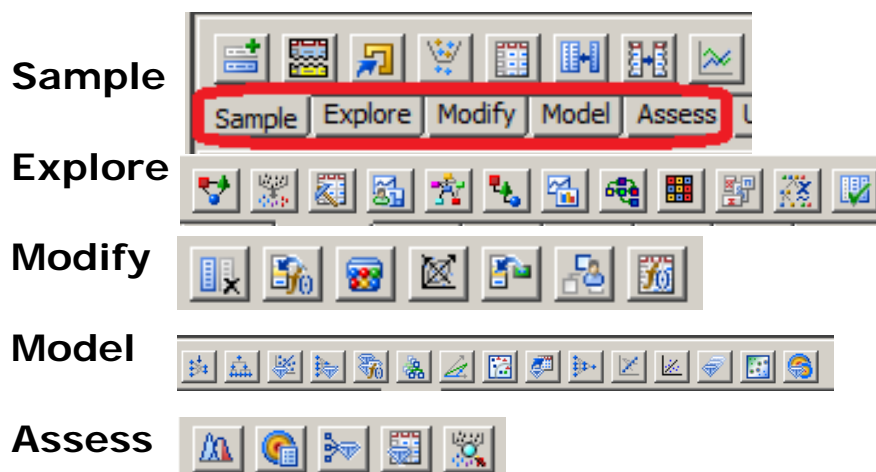 Sample
Sample Explore Modify Model Assess U
Explore
Modify
Model
Assess